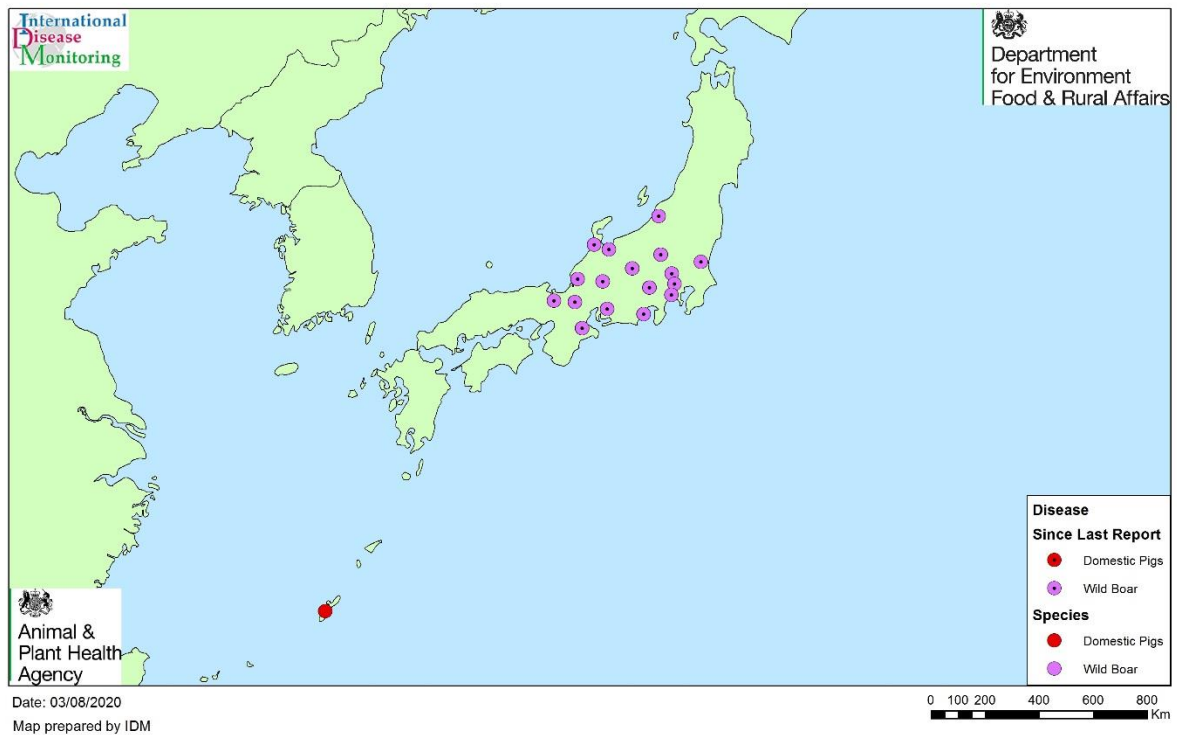 International
Disease
Monitoring
Department
for Environment
Food & Rural Affairs
Disease
Since Last Report
Domestic Pigs
Wild Boar
Species
Domestic Pigs
Wild Boar
Animal &
Plant Health
Agency
Date: 03/08/2020
Map prepared by IDM
0 100 200 400 600 800
Km